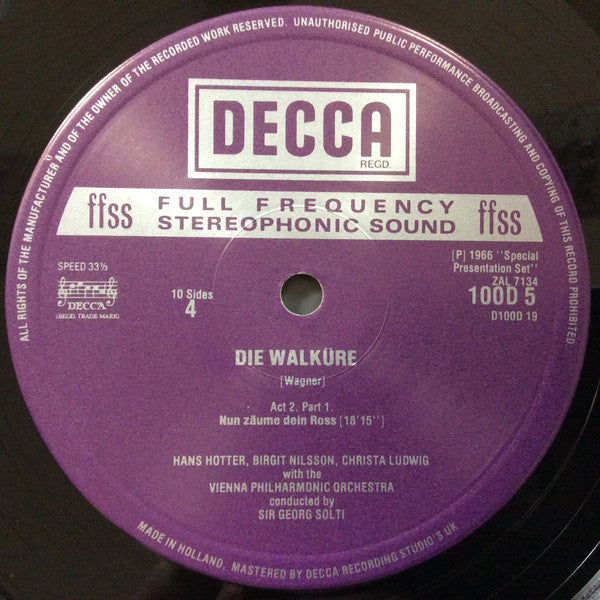 ALL RIGHTS OF THE MANUFACTURER AND OF THE OWNER OF THE RECORDED WORK RESERVED. UNAUTHORISED PUBLIC PERFORMANCE BROADCASTING AND COPYING OF THIS RECORD PROHIBITED.
DECCA
REGD.
ffss FULL FREQUENCY STEREOPHONIC SOUND ffss
SPEED 33⅓
DECCA
(REGD. TRADE MARK)
10 Sides
4
[P] 1966 "Special
Presentation Set"
ZAL 7134
100D 5
D100D 19
DIE WALKÜRE
[Wagner]
Act 2. Part 1.
Nun zäume dein Ross [18'15"]
HANS HOTTER, BIRGIT NILSSON, CHRISTA LUDWIG
with the
VIENNA PHILHARMONIC ORCHESTRA
conducted by
SIR GEORG SOLTI
MADE IN HOLLAND. MASTERED BY DECCA RECORDING STUDIO'S UK